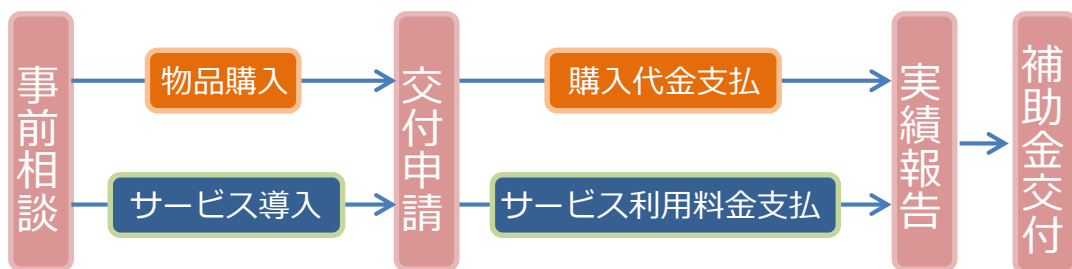 事前相談
物品購入
サービス導入
交付申請
購入代金支払
サービス利用料金支払
実績報告
補助金交付